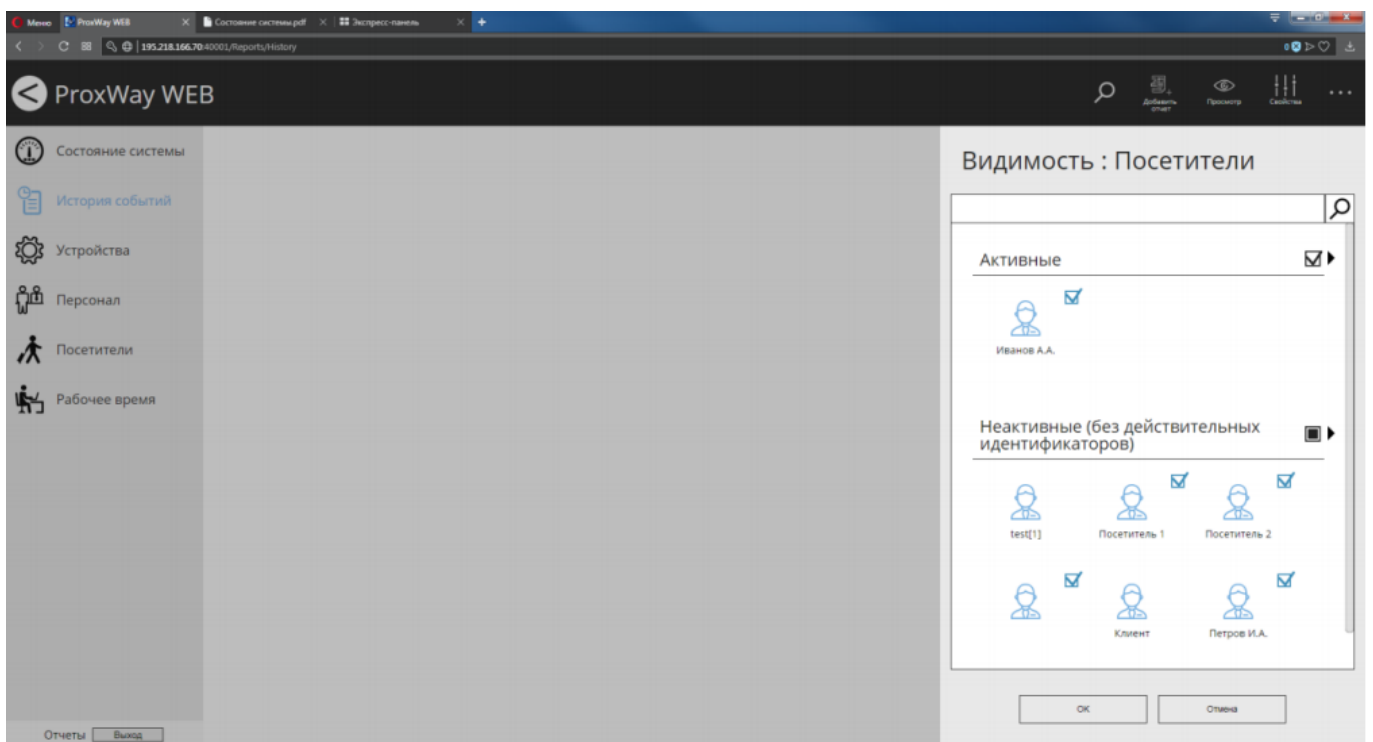 Меню ProxWay WEB Состояние системы.pdf Экспресс-панель
195.218.166.70:40001/Reports/History 0
ProxWay WEB
Добавить
отчет
Просмотр
Свойства
Состояние системы
История событий
Устройства
Персонал
Посетители
Рабочее время
Отчеты Выход
Видимость : Посетители
Активные
Иванов А.А.
Неактивные (без действительных
идентификаторов)
test[1] Посетитель 1 Посетитель 2
Клиент Петров И.А.
ОК Отмена